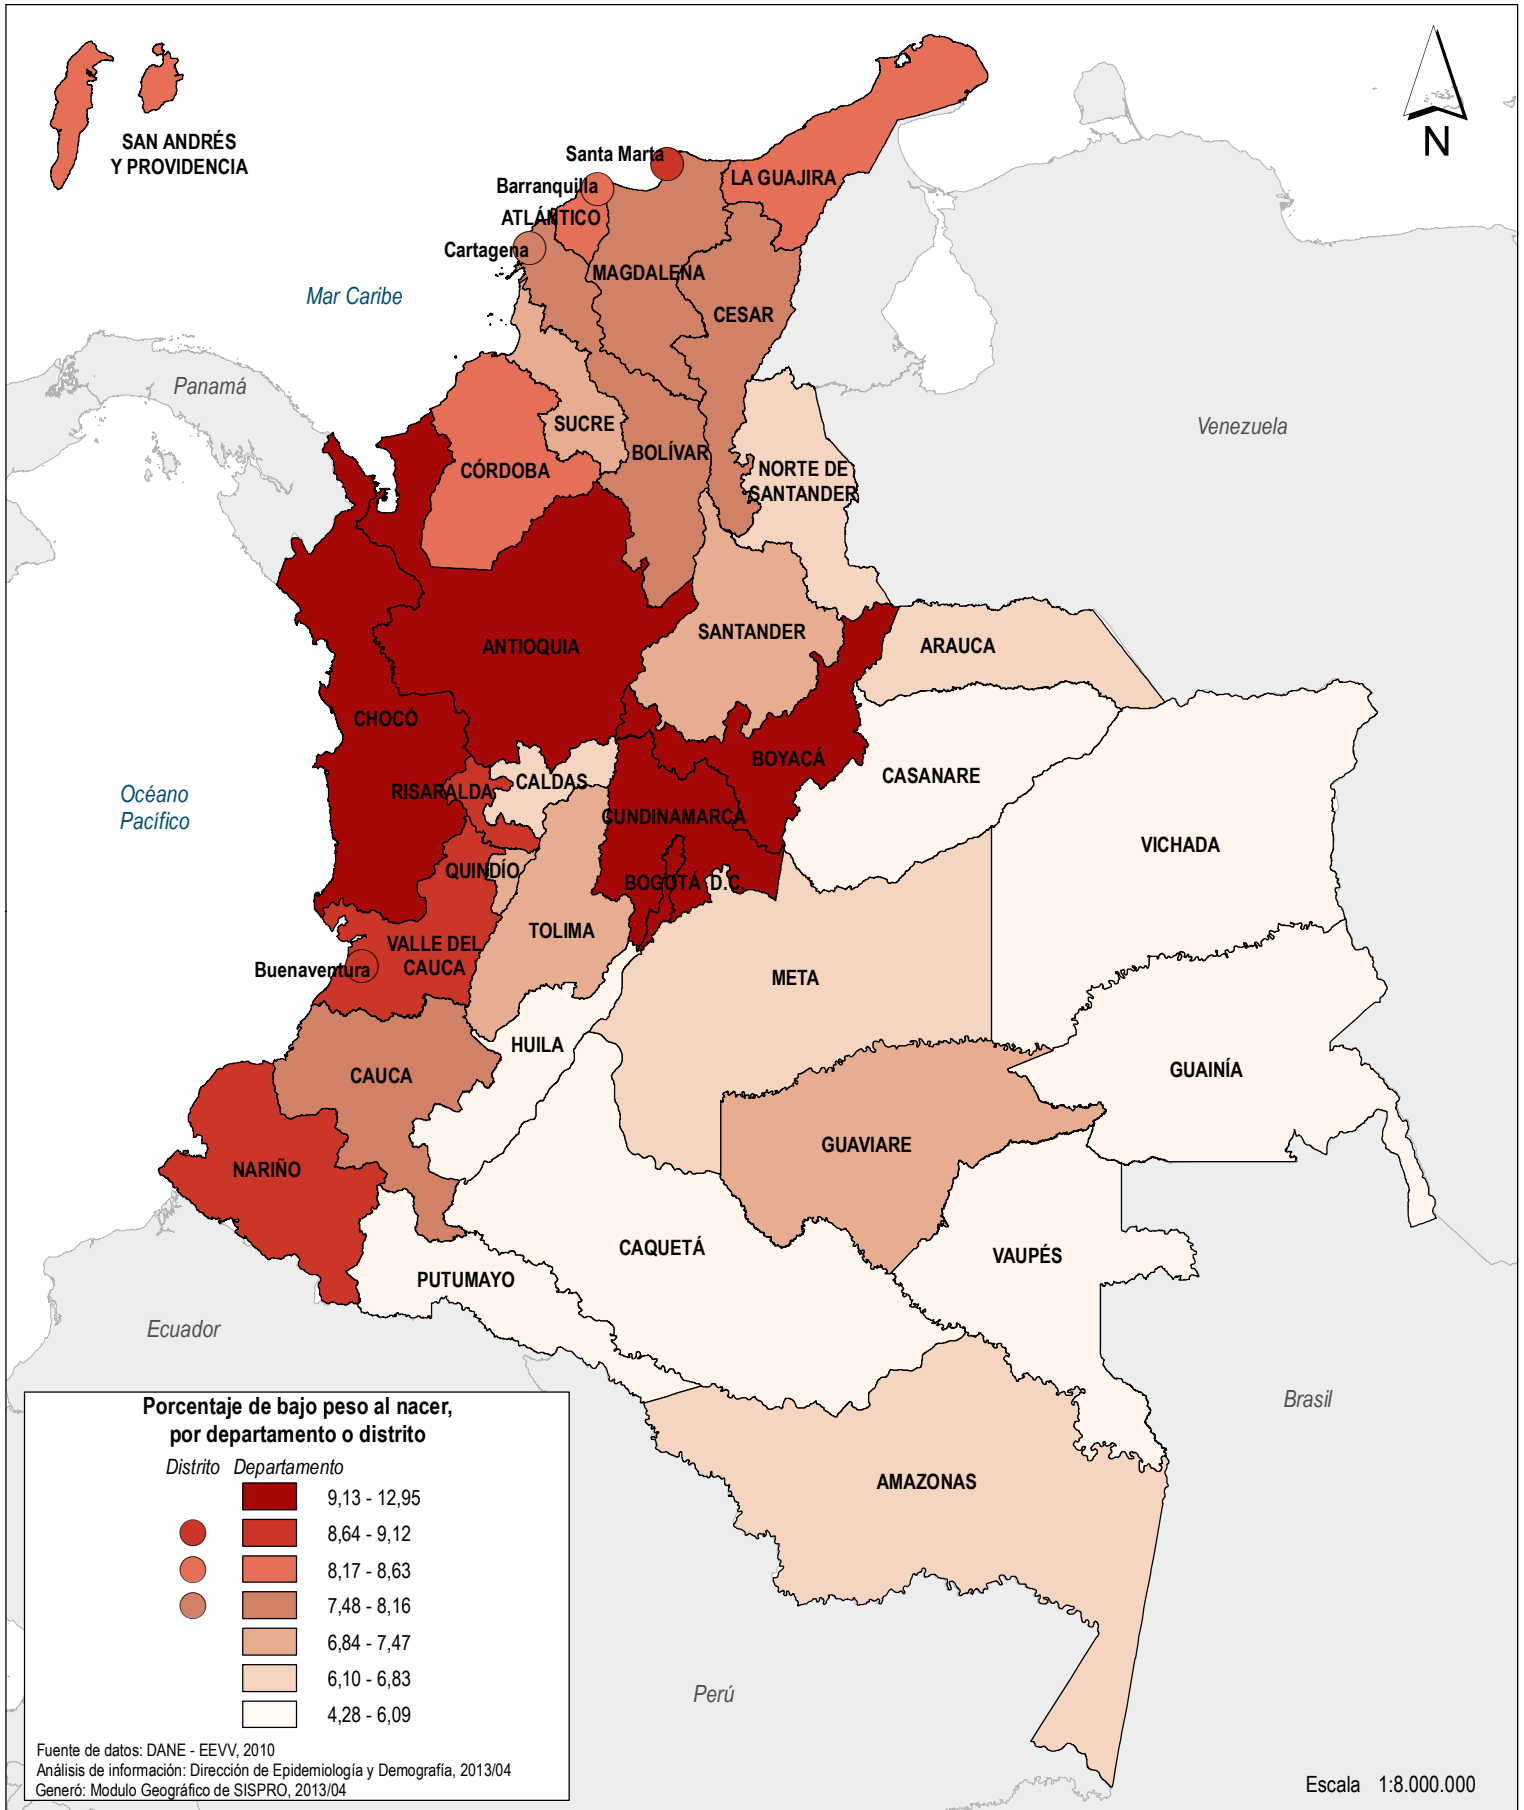 N
SAN ANDRÉS
Y PROVIDENCIA
Santa Marta
Barranquilla
LA GUAJIRA
ATLÁNTICO
Cartagena
MAGDALENA
Mar Caribe
CESAR
Panamá
SUCRE
Venezuela
BOLÍVAR
CÓRDOBA
NORTE DE
SANTANDER
SANTANDER
ARAUCA
ANTIOQUIA
CHOCÓ
BOYACÁ
CASANARE
CALDAS
RISARALDA
Océano
Pacífico
CUNDINAMARCA
VICHADA
QUINDÍO
BOGOTÁ D.C.
TOLIMA
VALLE DEL
CAUCA
Buenaventura
META
HUILA
CAUCA
GUAINÍA
GUAVIARE
NARIÑO
CAQUETÁ
VAUPÉS
PUTUMAYO
Ecuador
Brasil
AMAZONAS
Perú
Porcentaje de bajo peso al nacer,
por departamento o distrito
Distrito Departamento
9,13 - 12,95
8,64 - 9,12
8,17 - 8,63
7,48 - 8,16
6,84 - 7,47
6,10 - 6,83
4,28 - 6,09
Fuente de datos: DANE - EEVV, 2010
Análisis de información: Dirección de Epidemiología y Demografía, 2013/04
Generó: Modulo Geográfico de SISPRO, 2013/04
Escala 1:8.000.000